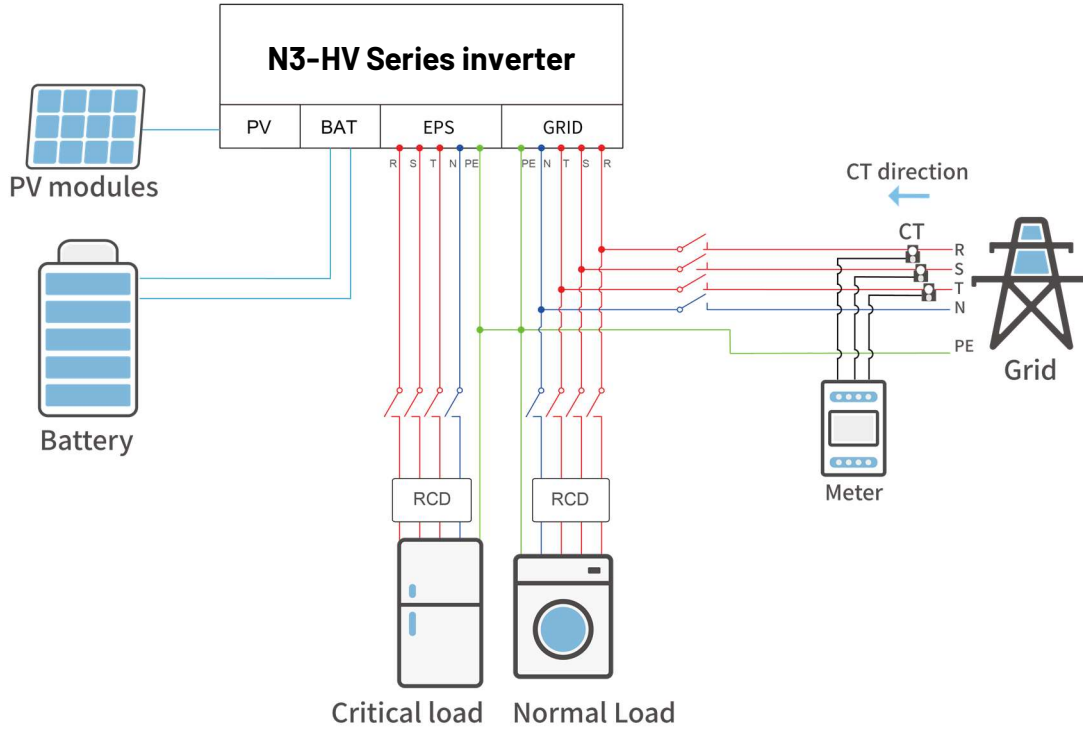 N3-HV Series inverter
PV BAT EPS GRID
R S T N PE PE N T S R
PV modules
CT direction
CT
R
S
T
N
PE
Grid
Battery
Meter
RCD RCD
Critical load Normal Load